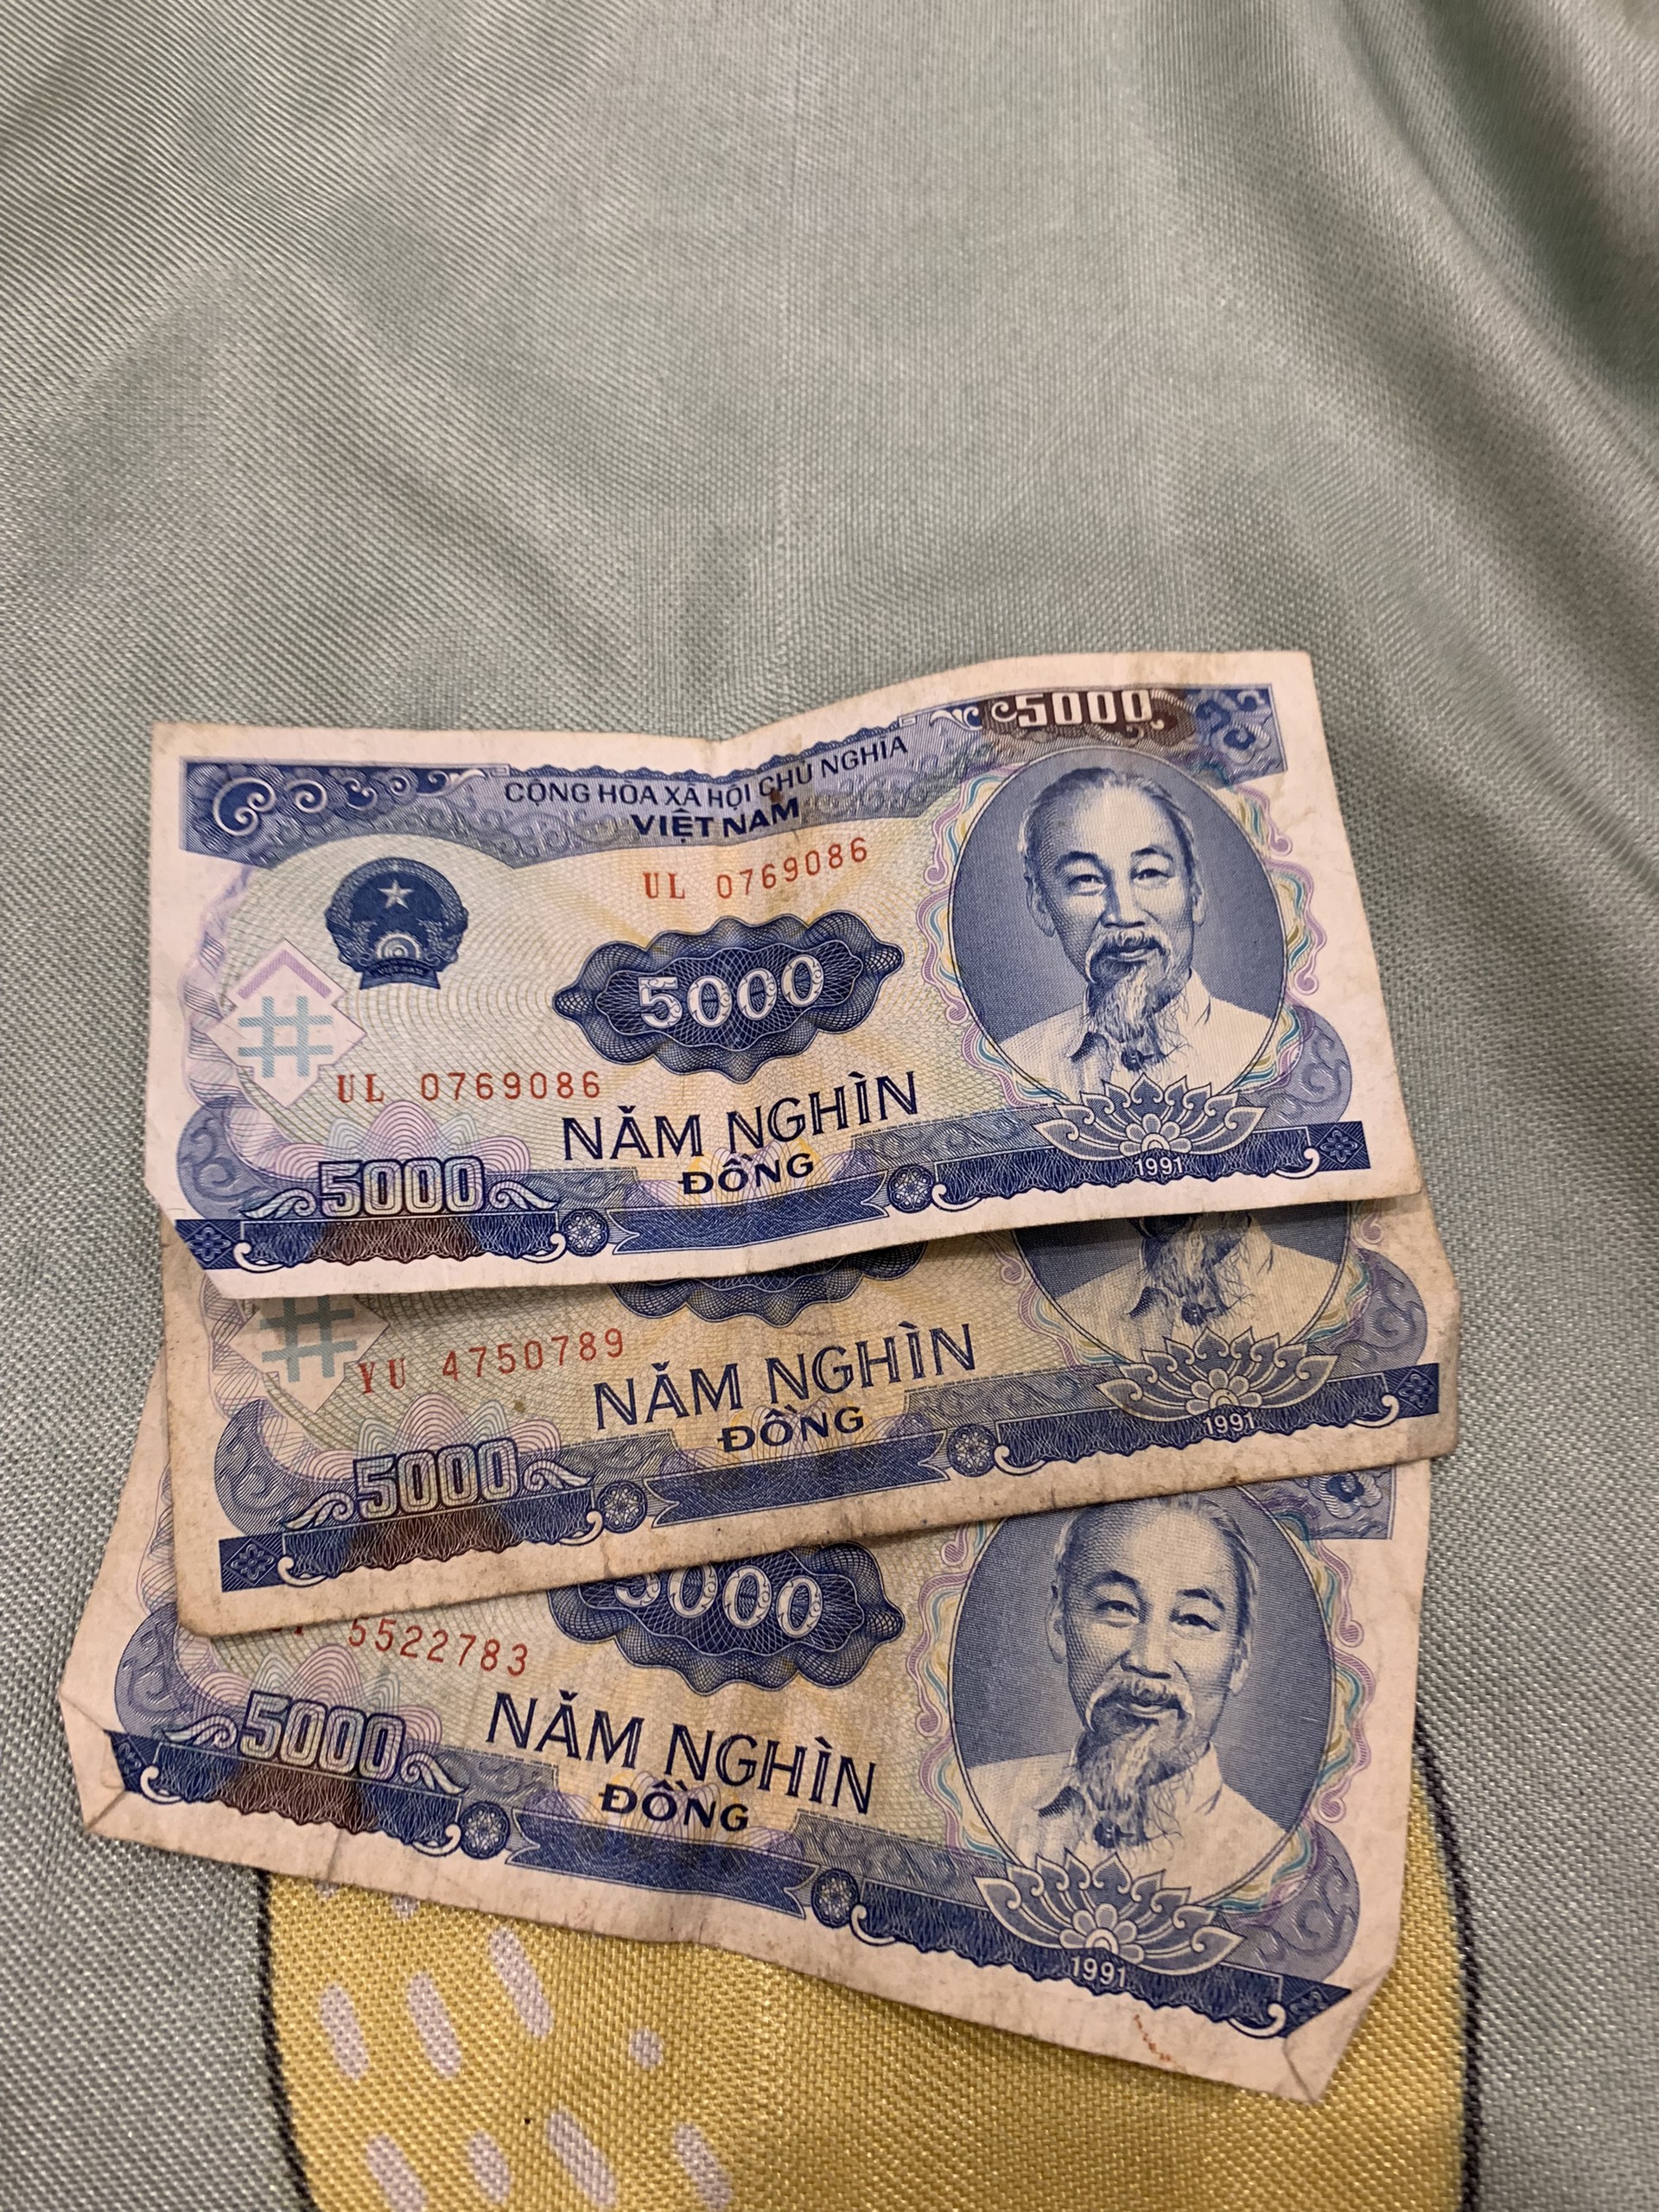 5000
CỘNG HÒA XÃ HỘI CHỦ NGHĨA
VIỆT NAM
UL 0769086
5000
UL 0769086
NĂM NGHÌN
ĐỒNG
5000
1991
YU 4750789
NĂM NGHÌN
ĐỒNG
5000
1991
5000
5522783
NĂM NGHÌN
ĐỒNG
5000
1991